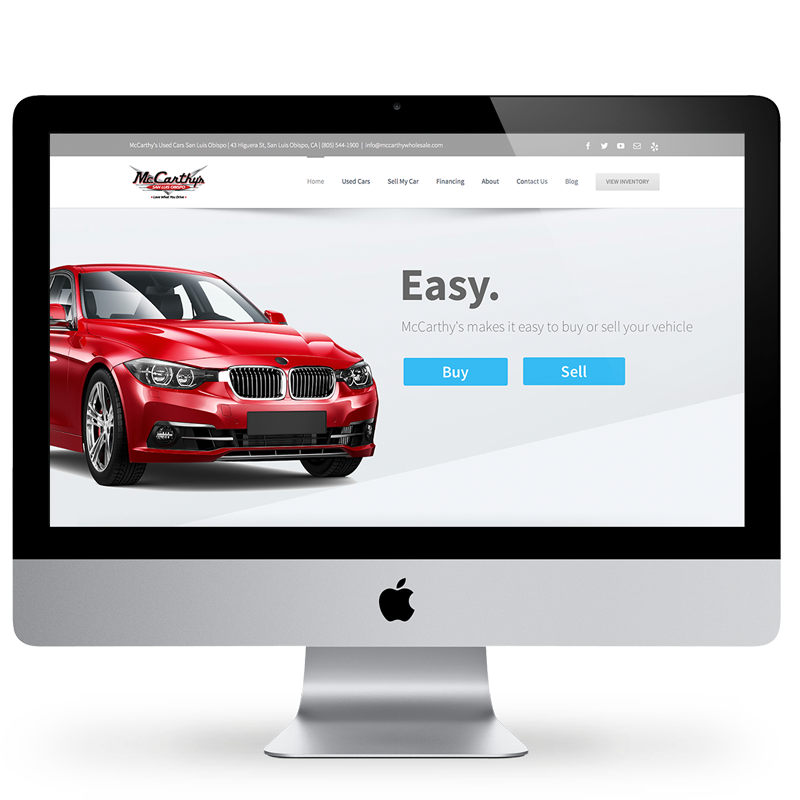 McCarthy's Used Cars San Luis Obispo | 43 Higuera St, San Luis Obispo, CA | (805) 544-1900 | info@mccarthywholesale.com
McCarthy's
SAN LUIS OBISPO
• Love What You Drive •
Home Used Cars Sell My Car Financing About Contact Us Blog VIEW INVENTORY
Easy.
McCarthy's makes it easy to buy or sell your vehicle
Buy Sell